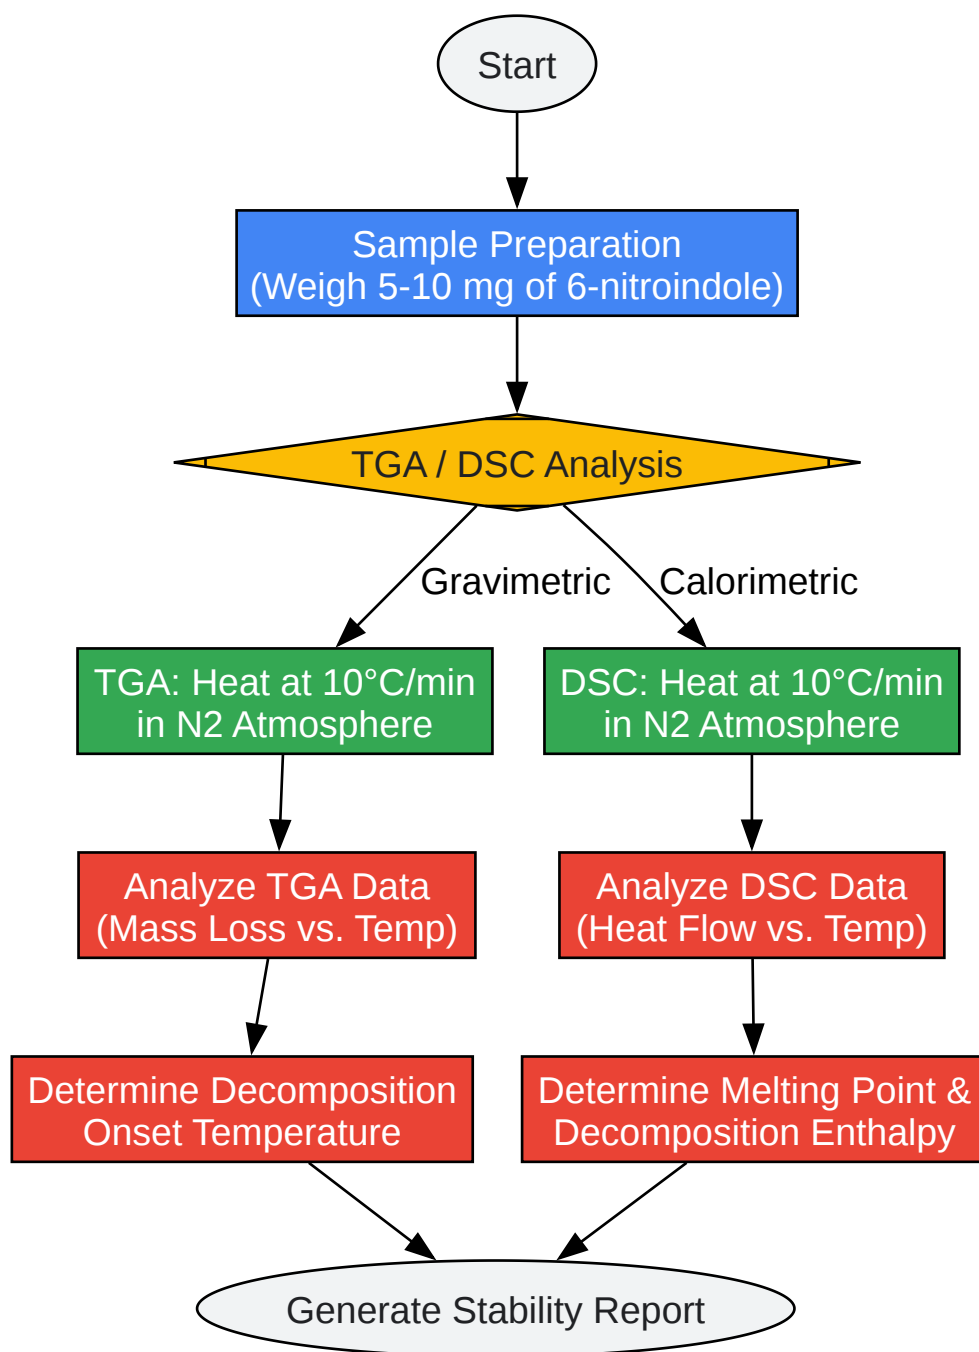 Start
Sample Preparation
(Weigh 5-10 mg of 6-nitroindole)
TGA / DSC Analysis
Gravimetric
Calorimetric
TGA: Heat at 10°C/min
in N2 Atmosphere
DSC: Heat at 10°C/min
in N2 Atmosphere
Analyze TGA Data
(Mass Loss vs. Temp)
Analyze DSC Data
(Heat Flow vs. Temp)
Determine Decomposition
Onset Temperature
Determine Melting Point &
Decomposition Enthalpy
Generate Stability Report